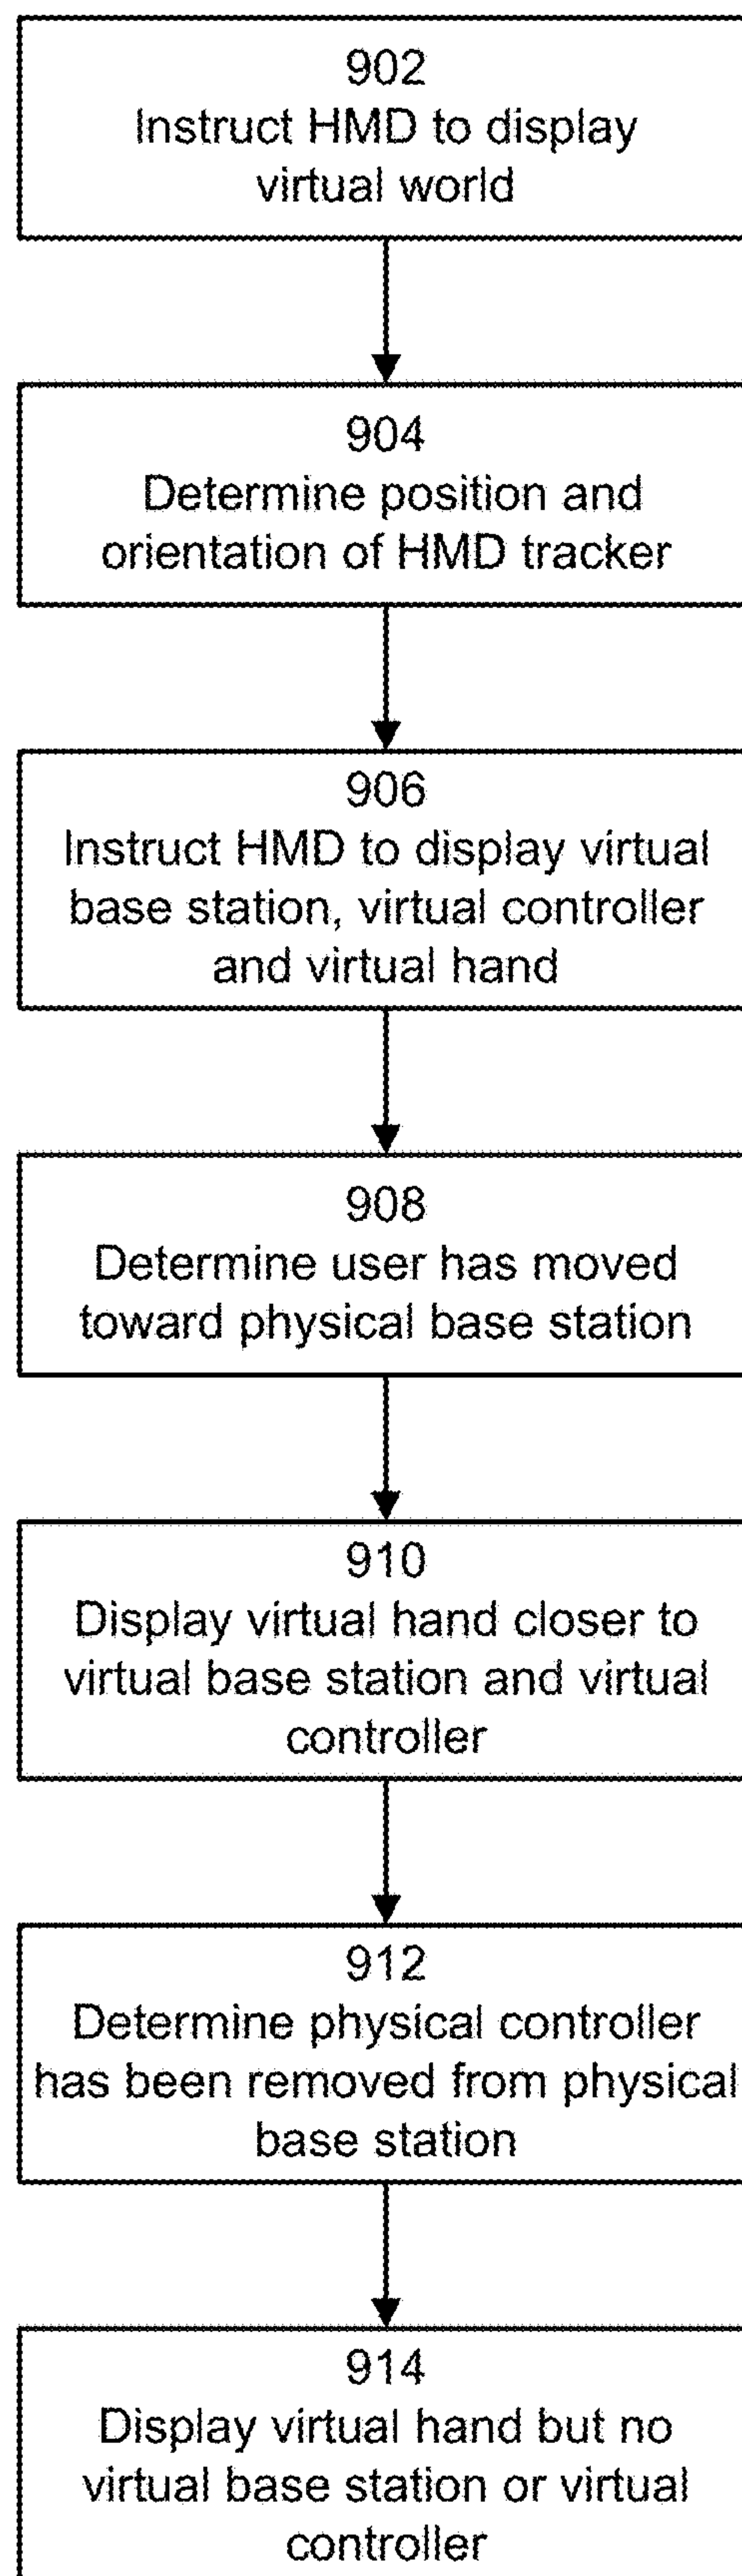 902
Instruct HMD to display
virtual world
904
Determine position and
orientation of HMD tracker
906
Instruct HMD to display virtual
base station, virtual controller
and virtual hand
908
Determine user has moved
toward physical base station
910
Display virtual hand closer to
virtual base station and virtual
controller
912
Determine physical controller
has been removed from physical
base station
914
Display virtual hand but no
virtual base station or virtual
controller